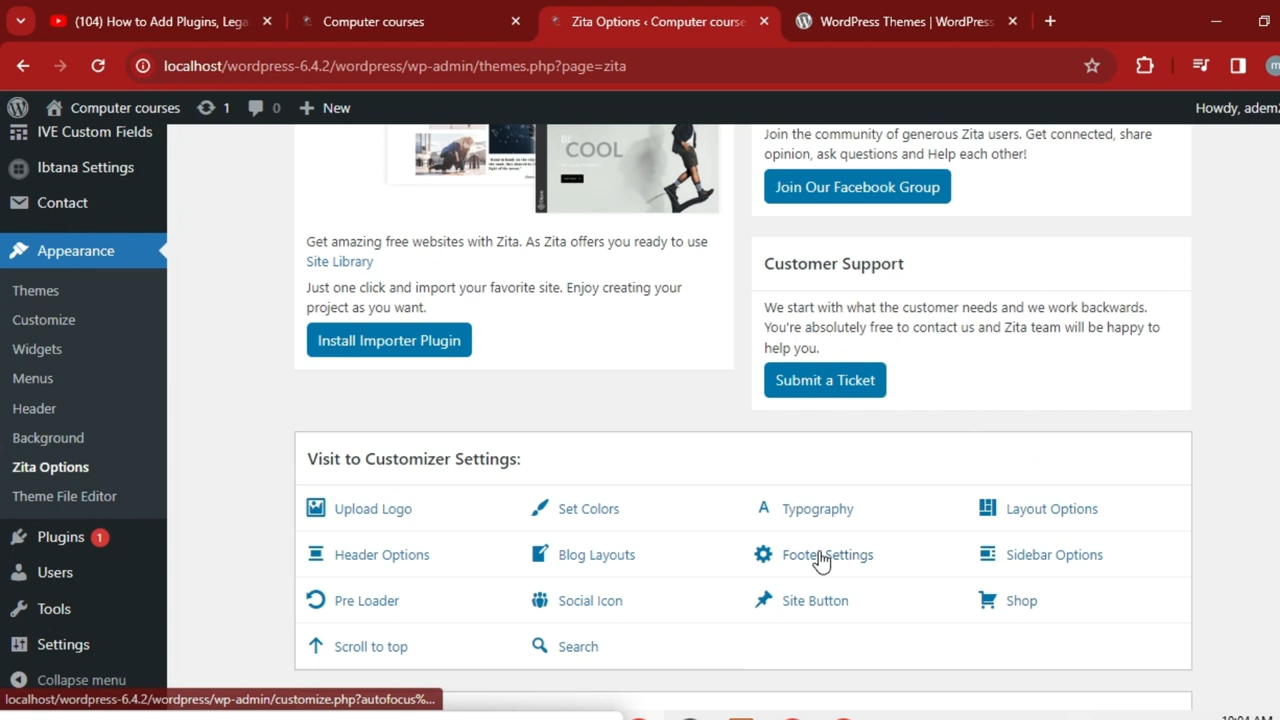 (104) How to Add Plugins, Lega
Computer courses
Zita Options ‹ Computer course
WordPress Themes | WordPress
localhost/wordpress-6.4.2/wordpress/wp-admin/themes.php?page=zita
Computer courses
1
0
New
Howdy, adem2
IVE Custom Fields
Ibtana Settings
Contact
Appearance
Themes
Customize
Widgets
Menus
Header
Background
Zita Options
Theme File Editor
Plugins 1
Users
Tools
Settings
Collapse menu
BE
COOL
Get amazing free websites with Zita. As Zita offers you ready to use
Site Library
Just one click and import your favorite site. Enjoy creating your
project as you want.
Install Importer Plugin
Join the community of generous Zita users. Get connected, share
opinion, ask questions and Help each other!
Join Our Facebook Group
Customer Support
We start with what the customer needs and we work backwards.
You're absolutely free to contact us and Zita team will be happy to
help you.
Submit a Ticket
Visit to Customizer Settings:
Upload Logo
Set Colors
Typography
Layout Options
Header Options
Blog Layouts
Footer Settings
Sidebar Options
Pre Loader
Social Icon
Site Button
Shop
Scroll to top
Search
localhost/wordpress-6.4.2/wordpress/wp-admin/customize.php?autofocus%...
10:04 AM